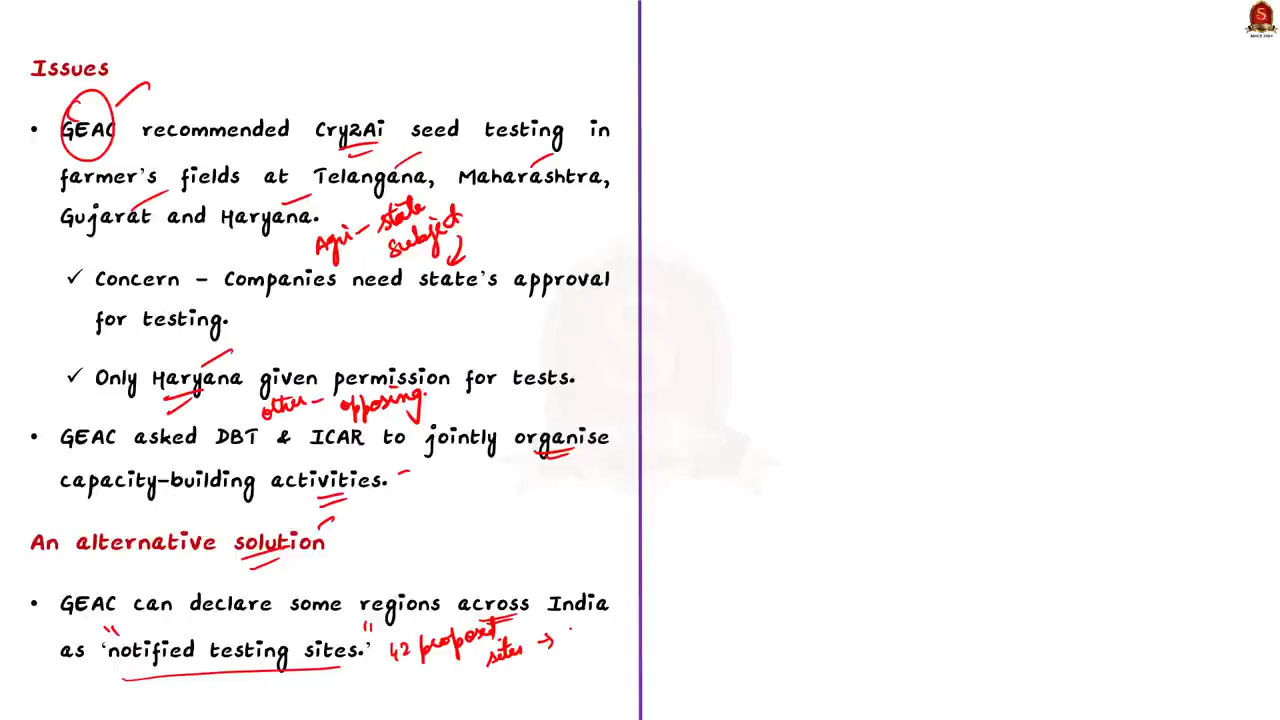 Issues
• GEAC recommended Cry2Ai seed testing in
farmer's fields at Telangana, Maharashtra,
Gujarat and Haryana.
Agri - state
subject
✓ Concern - Companies need state's approval
for testing.
✓ Only Haryana given permission for tests.
other - opposing.
• GEAC asked DBT & ICAR to jointly organise
capacity-building activities.
An alternative solution
• GEAC can declare some regions across India
as 'notified testing sites.'
42 proposed
sites →
S
SINCE 2004